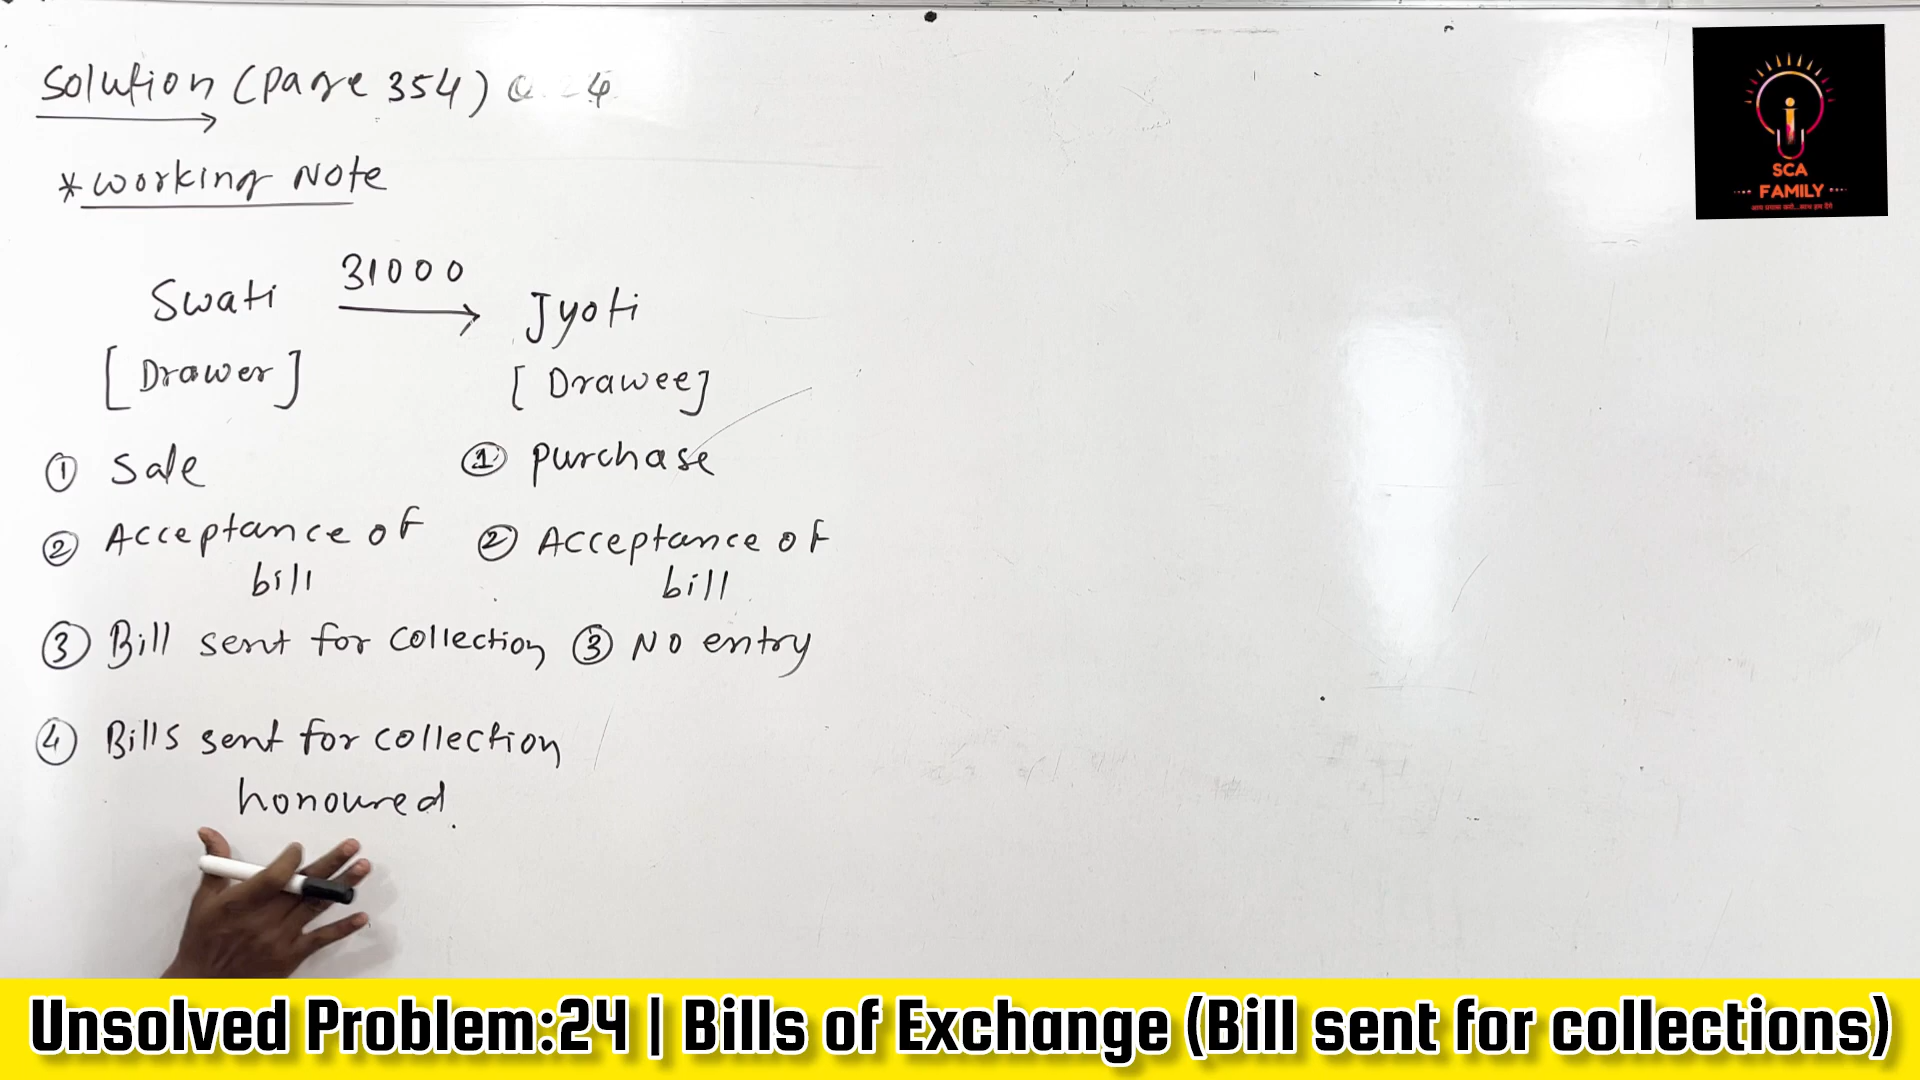 Solution (page 354) Q. - 4
* Working Note
Swati 31000 Jyoti
[Drawer] [Drawee]
① Sale ① purchase
② Acceptance of bill ② Acceptance of bill
③ Bill sent for collection ③ No entry
④ Bills sent for collection
honoured.
SCA
FAMILY
Unsolved Problem:24 | Bills of Exchange (Bill sent for collections)